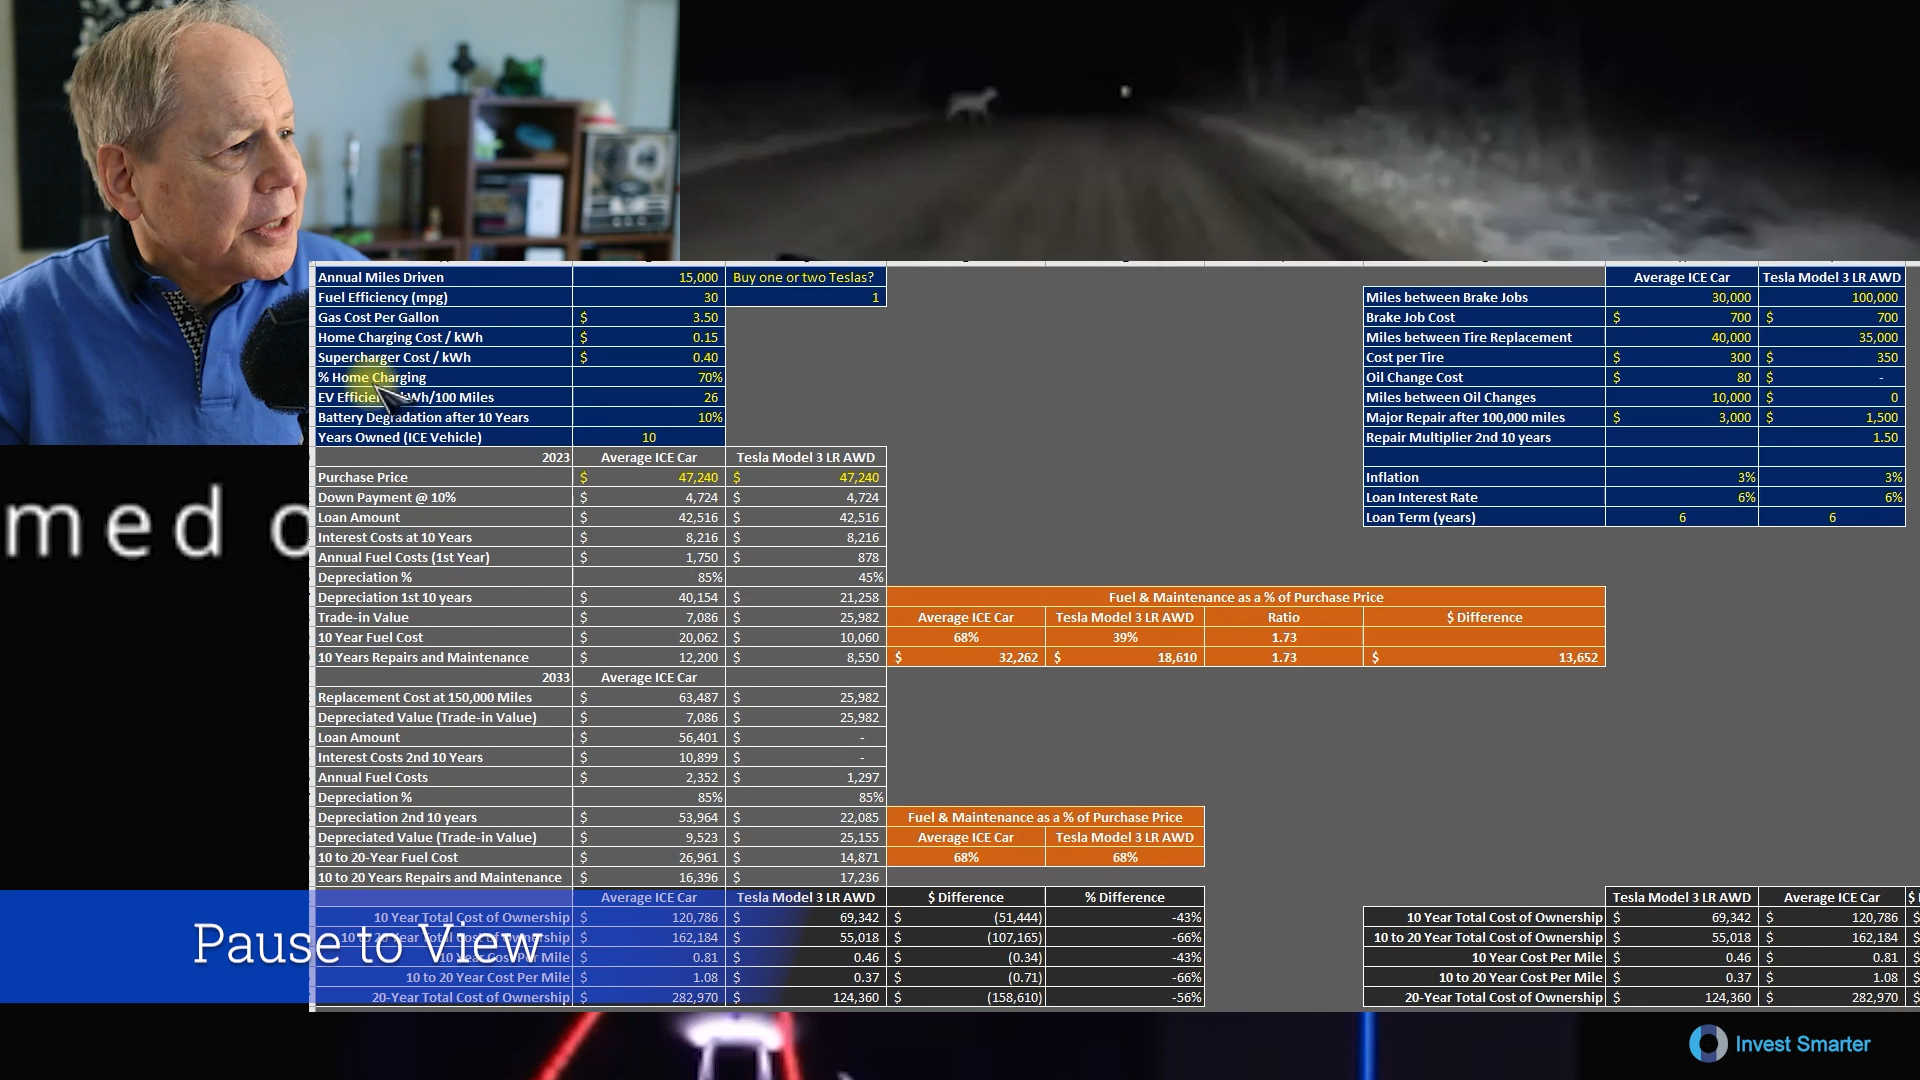 Annual Miles Driven 15,000 Buy one or two Teslas?
Fuel Efficiency (mpg) 30 1
Gas Cost Per Gallon $ 3.50
Home Charging Cost / kWh $ 0.15
Supercharger Cost / kWh $ 0.40
% Home Charging 70%
EV kWh/100 Miles 26
Battery Degradation after 10 Years 10%
Years Owned (ICE Vehicle) 10
Average ICE Car Tesla Model 3 LR AWD
Miles between Brake Jobs 30,000 100,000
Brake Job Cost $ 700 $ 700
Miles between Tire Replacement 40,000 35,000
Cost per Tire $ 300 $ 350
Oil Change Cost $ 80 $ -
Miles between Oil Changes 10,000 $ 0
Major Repair after 100,000 miles $ 3,000 $ 1,500
Repair Multiplier 2nd 10 years 1.50
Inflation 3% 3%
Loan Interest Rate 6% 6%
Loan Term (years) 6 6
2023 Average ICE Car Tesla Model 3 LR AWD
Purchase Price $ 47,240 $ 47,240
Down Payment @ 10% $ 4,724 $ 4,724
Loan Amount $ 42,516 $ 42,516
Interest Costs at 10 Years $ 8,216 $ 8,216
Annual Fuel Costs (1st Year) $ 1,750 $ 878
Depreciation % 85% 45%
Depreciation 1st 10 years $ 40,154 $ 21,258
Trade-in Value $ 7,086 $ 25,982
10 Year Fuel Cost $ 20,062 $ 10,060
10 Years Repairs and Maintenance $ 12,200 $ 8,550
Fuel & Maintenance as a % of Purchase Price
Average ICE Car Tesla Model 3 LR AWD Ratio $ Difference
68% 39% 1.73
$ 32,262 $ 18,610 1.73 $ 13,652
2033 Average ICE Car
Replacement Cost at 150,000 Miles $ 63,487 $ 25,982
Depreciated Value (Trade-in Value) $ 7,086 $ 25,982
Loan Amount $ 56,401 $ -
Interest Costs 2nd 10 Years $ 10,899 $ -
Annual Fuel Costs $ 2,352 $ 1,297
Depreciation % 85% 85%
Depreciation 2nd 10 years $ 53,964 $ 22,085
Depreciated Value (Trade-in Value) $ 9,523 $ 25,155
10 to 20-Year Fuel Cost $ 26,961 $ 14,871
10 to 20 Years Repairs and Maintenance $ 16,396 $ 17,236
Fuel & Maintenance as a % of Purchase Price
Average ICE Car Tesla Model 3 LR AWD
68% 68%
Average ICE Car Tesla Model 3 LR AWD $ Difference % Difference
10 Year Total Cost of Ownership $ 120,786 $ 69,342 $ (51,444) -43%
10 to 20 Year Total Cost of Ownership $ 162,184 $ 55,018 $ (107,165) -66%
10 Year Cost Per Mile $ 0.81 $ 0.46 $ (0.34) -43%
10 to 20 Year Cost Per Mile $ 1.08 $ 0.37 $ (0.71) -66%
20-Year Total Cost of Ownership $ 282,970 $ 124,360 $ (158,610) -56%
Tesla Model 3 LR AWD Average ICE Car $
10 Year Total Cost of Ownership $ 69,342 $ 120,786 $
10 to 20 Year Total Cost of Ownership $ 55,018 $ 162,184 $
10 Year Cost Per Mile $ 0.46 $ 0.81 $
10 to 20 Year Cost Per Mile $ 0.37 $ 1.08 $
20-Year Total Cost of Ownership $ 124,360 $ 282,970 $
med o
Pause to View
Invest Smarter